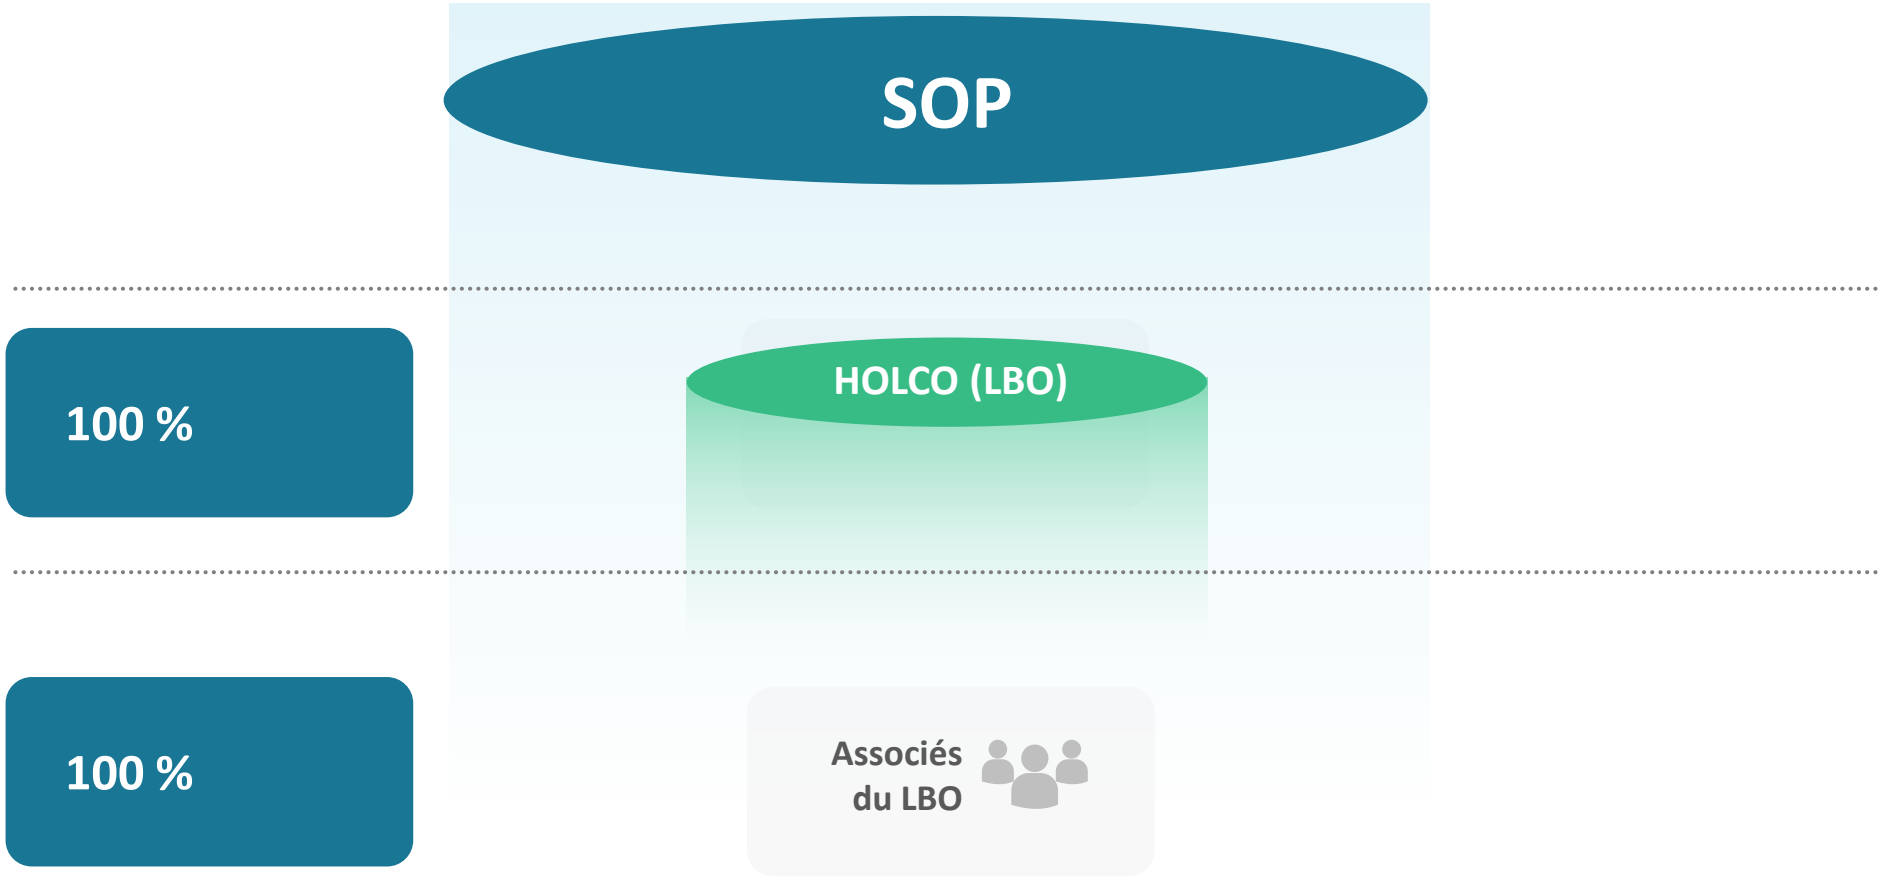 SOP
100 %
HOLCO (LBO)
100 %
Associés
du LBO